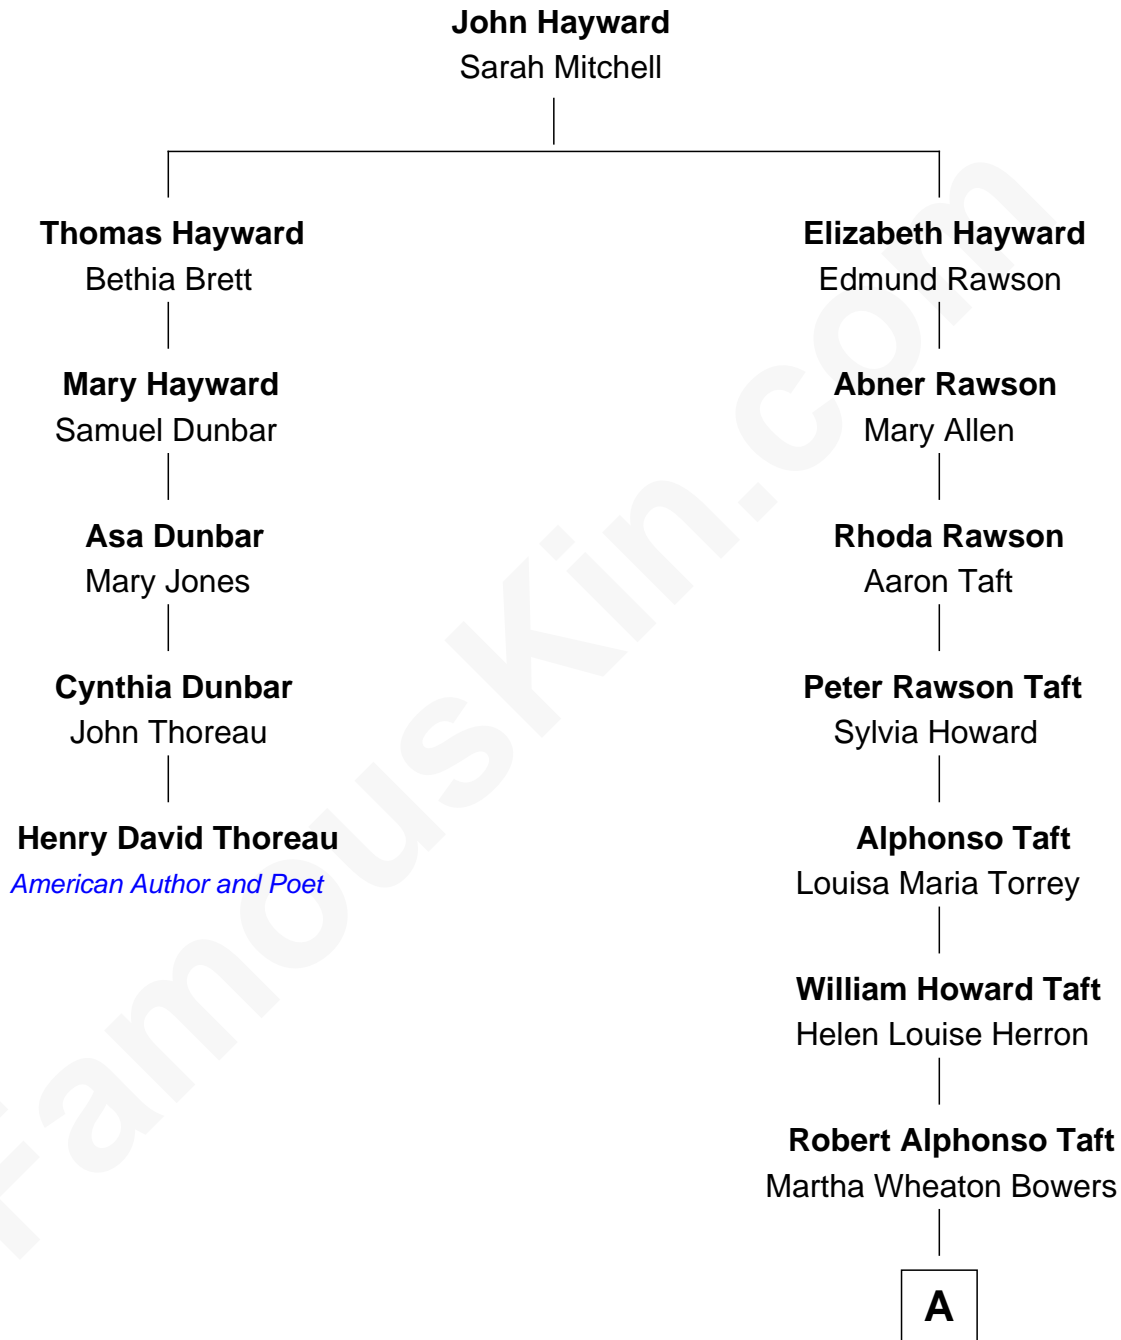 John Hayward
Sarah Mitchell
Thomas Hayward
Bethia Brett
Mary Hayward
Samuel Dunbar
Asa Dunbar
Mary Jones
Cynthia Dunbar
John Thoreau
Henry David Thoreau
American Author and Poet
Elizabeth Hayward
Edmund Rawson
Abner Rawson
Mary Allen
Rhoda Rawson
Aaron Taft
Peter Rawson Taft
Sylvia Howard
Alphonso Taft
Louisa Maria Torrey
William Howard Taft
Helen Louise Herron
Robert Alphonso Taft
Martha Wheaton Bowers
A
FamousKin.com